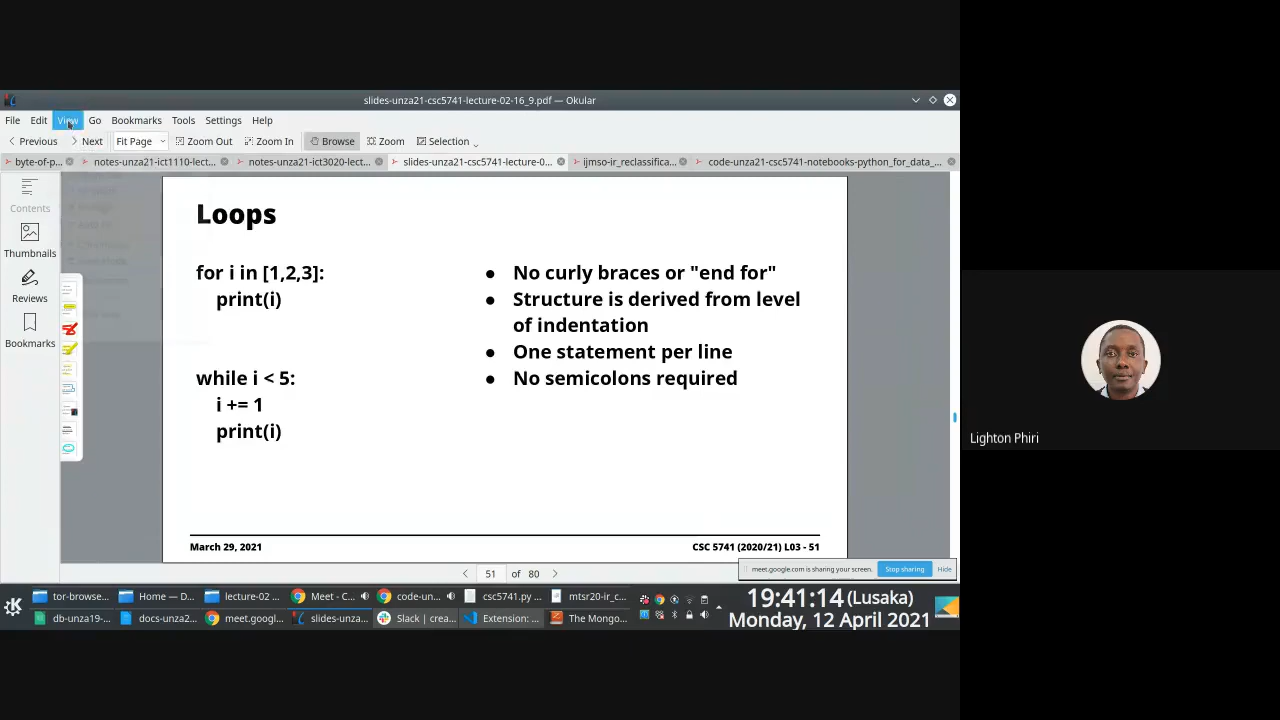 slides-unza21-csc5741-lecture-02-16_9.pdf — Okular
File Edit View Go Bookmarks Tools Settings Help
Previous Next Fit Page Zoom Out Zoom In Browse Zoom Selection
byte-of-p... notes-unza21-ict1110-lect... notes-unza21-ict3020-lect... slides-unza21-csc5741-lecture-0... ijmso-ir_reclassifica... code-unza21-csc5741-notebooks-python_for_data_...
Contents
Thumbnails
Reviews
Bookmarks
Loops
for i in [1,2,3]:
print(i)
while i < 5:
i += 1
print(i)
● No curly braces or "end for"
● Structure is derived from level
of indentation
● One statement per line
● No semicolons required
March 29, 2021 CSC 5741 (2020/21) L03 - 51
51 of 80
meet.google.com is sharing your screen. Stop sharing Hide
tor-browse... Home — D... lecture-02 ... Meet - C... code-un... csc5741.py ... mtsr20-ir_c...
db-unza19-... docs-unza2... meet.googl... slides-unza... Slack | crea... Extension: ... The Mongo...
19:41:14 (Lusaka)
Monday, 12 April 2021
Lighton Phiri